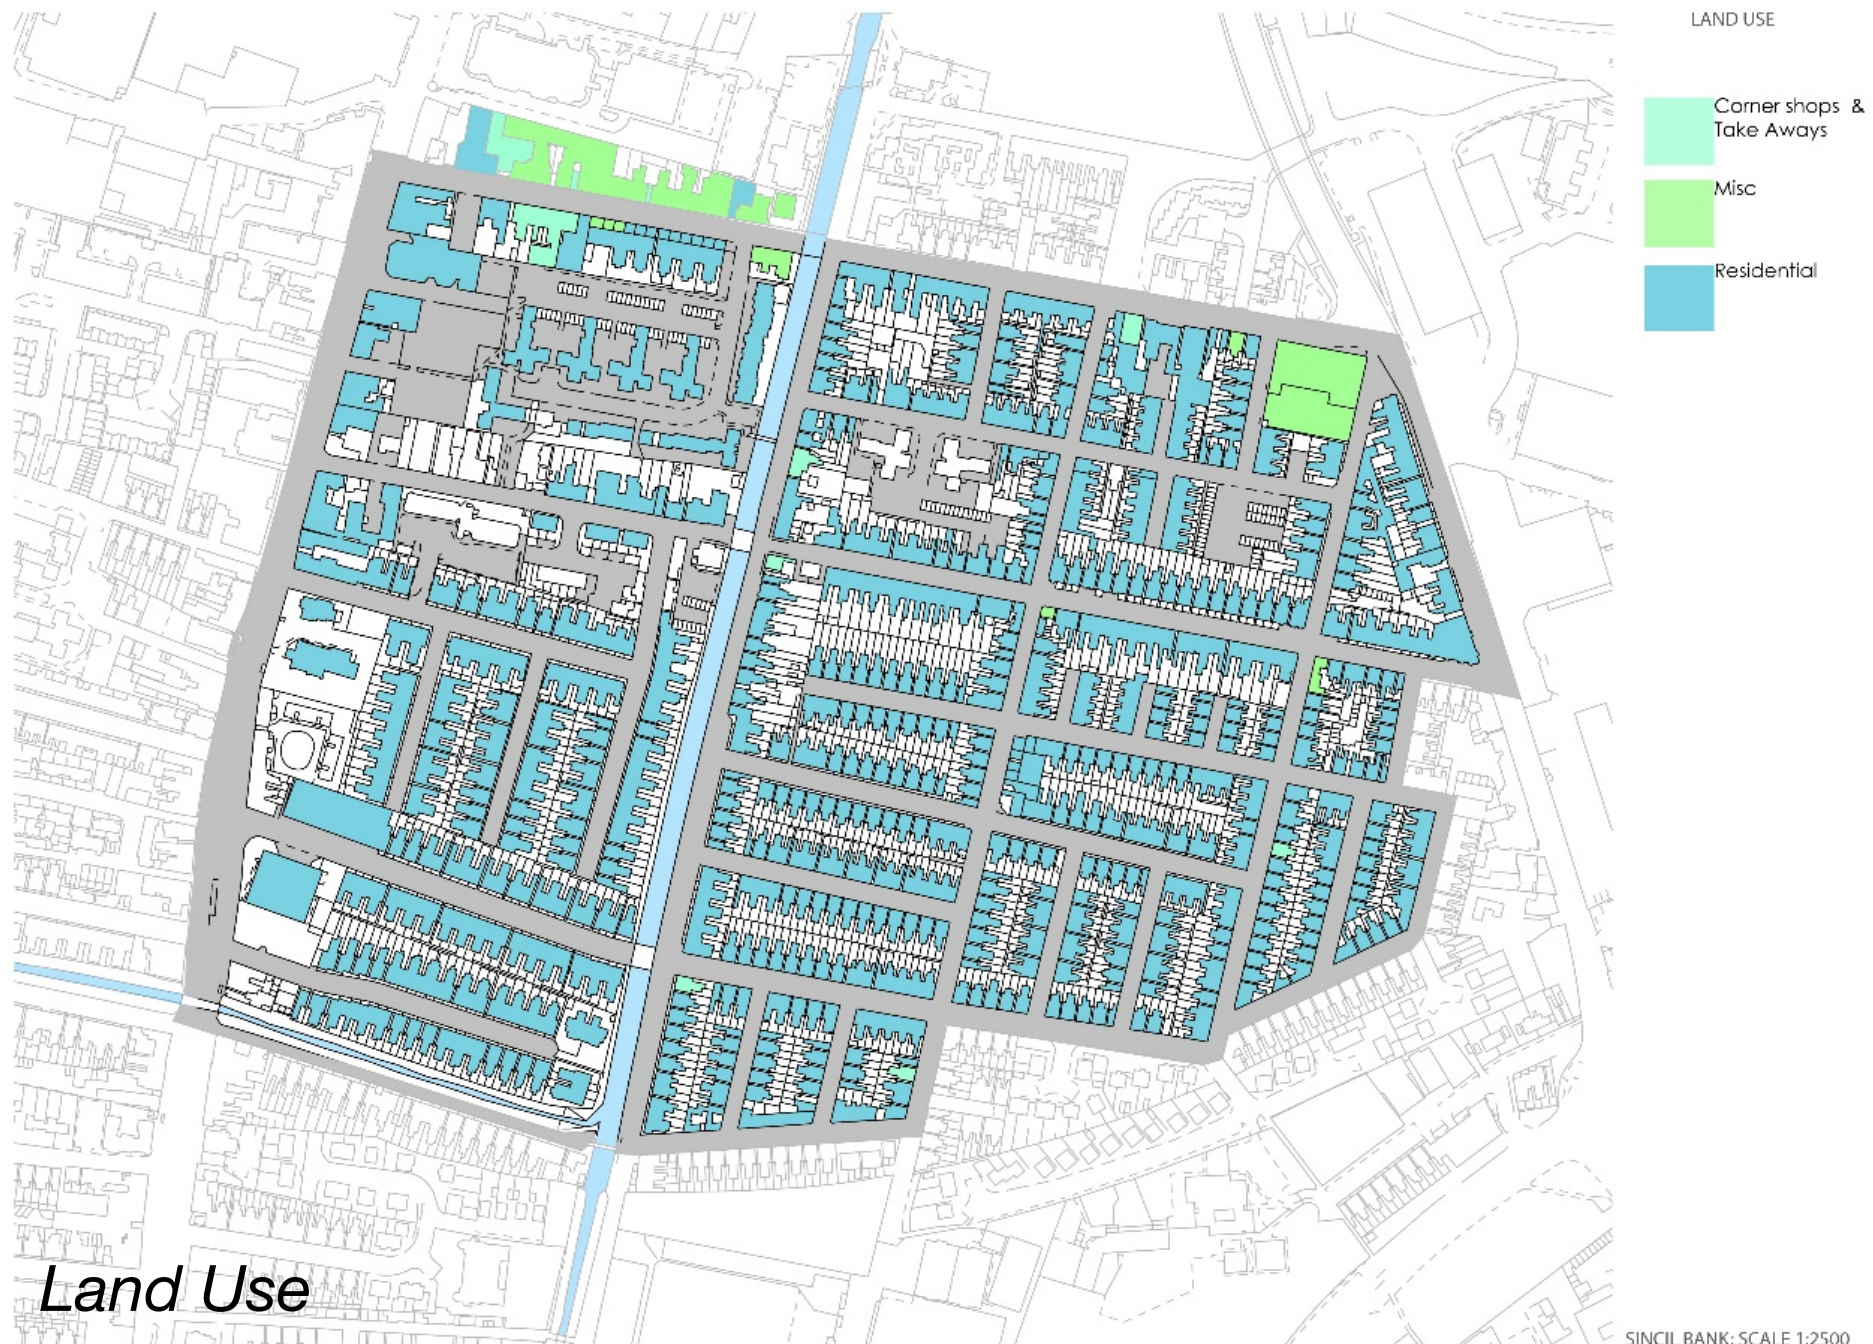 LAND USE
Corner shops &
Take Aways
Misc
Residential
Land Use
SINCIL BANK: SCALE 1:2500